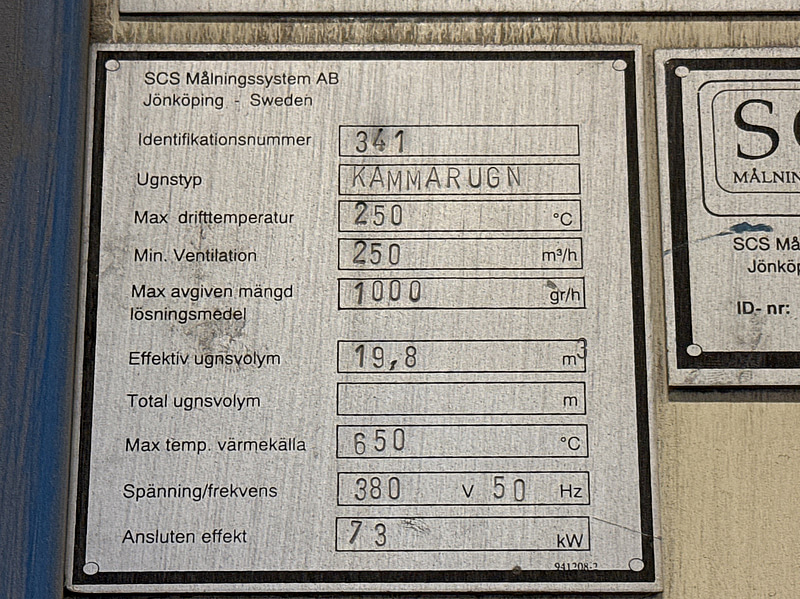 SCS Målningssystem AB
Jönköping - Sweden
Identifikationsnummer 341
Ugnstyp KAMMARUGN
Max drifttemperatur 250 °C
Min. Ventilation 250 m³/h
Max avgiven mängd
lösningsmedel 1000 gr/h
Effektiv ugnsvolym 19,8 m3
Total ugnsvolym m
Max temp. värmekälla 650 °C
Spänning/frekvens 380 V 50 Hz
Ansluten effekt 73 kW
941208-2
SC
MÅLNIN
SCS Må
Jönköp
ID-nr: